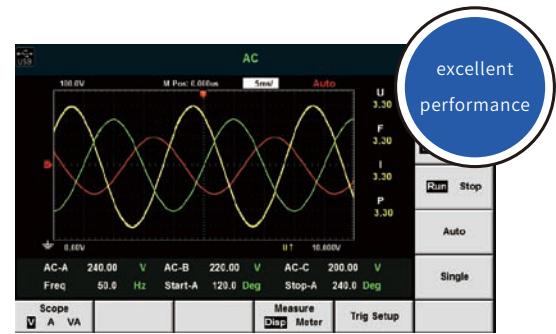 USB
AC
excellent
performance
100.0V M Pos: 0.000us 5ms/ Auto
U
3.30
F
3.30
I
3.30
P
3.30
Run Stop
Auto
Single
0.00V U↑ 10.000V
AC-A 240.00 V AC-B 220.00 V AC-C 200.00 V
Freq 50.0 Hz Start-A 120.0 Deg Stop-A 240.0 Deg
Scope
V A VA
Measure
Disp Meter
Trig Setup